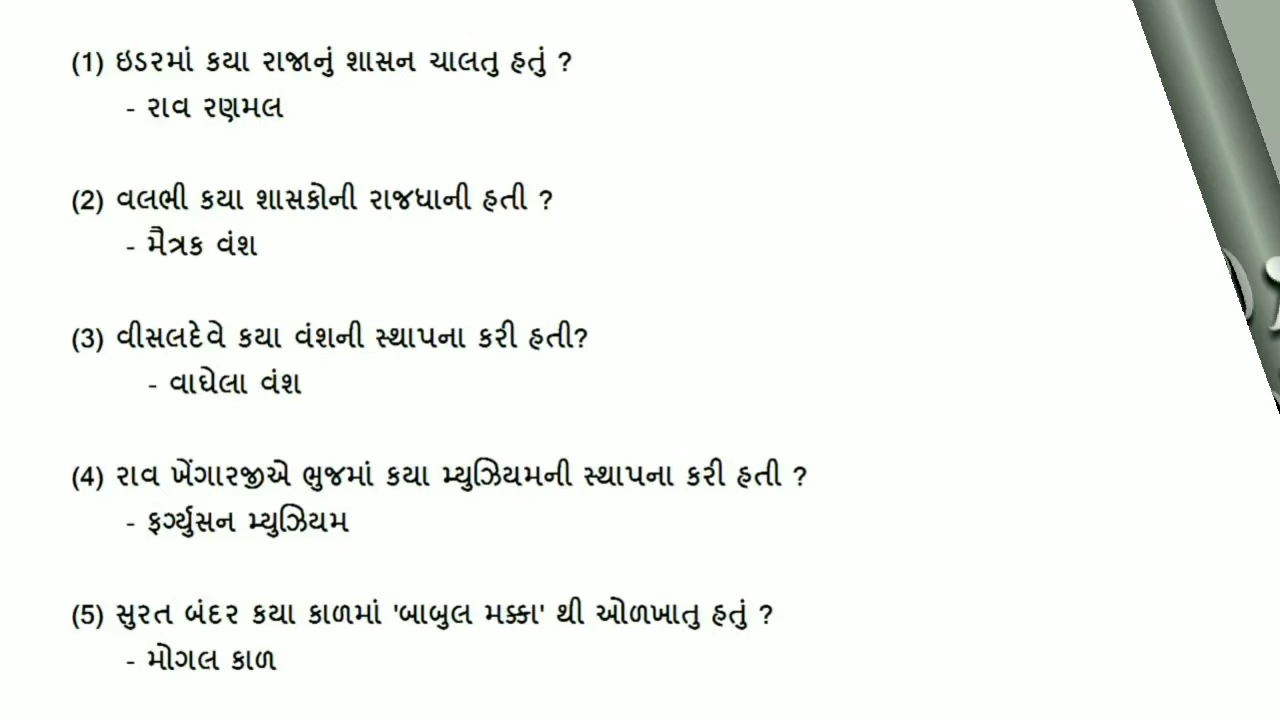 (1) ઇડરમાં કયા રાજાનું શાસન ચાલતુ હતું ?
- રાવ રણમલ
(2) વલભી કયા શાસકોની રાજધાની હતી ?
- મૈત્રક વંશ
(3) વીસલદેવે કયા વંશની સ્થાપના કરી હતી?
- વાઘેલા વંશ
(4) રાવ ખેંગારજીએ ભુજમાં કયા મ્યુઝિયમની સ્થાપના કરી હતી ?
- ફર્ગ્યુસન મ્યુઝિયમ
(5) સુરત બંદર કયા કાળમાં 'બાબુલ મક્કા' થી ઓળખાતુ હતું ?
- મોગલ કાળ